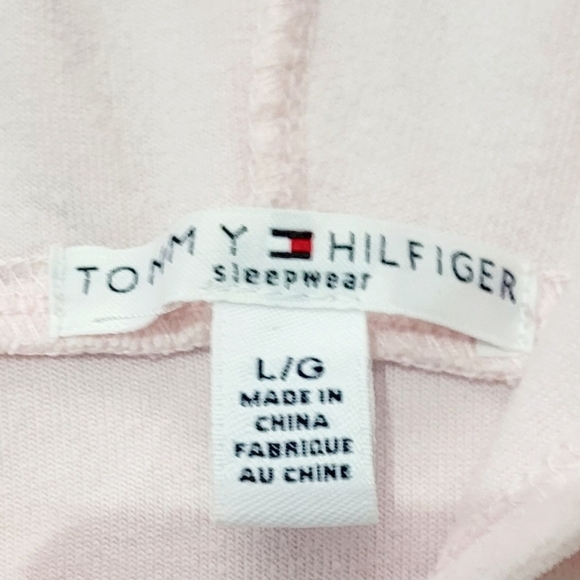 TOMMY HILFIGER
sleepwear
L/G
MADE IN
CHINA
FABRIQUE
AU CHINE